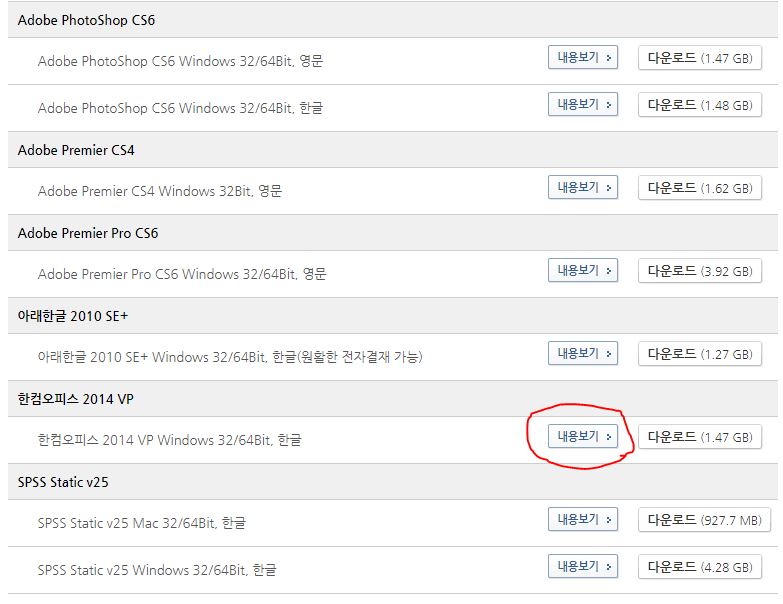 Adobe PhotoShop CS6
Adobe PhotoShop CS6 Windows 32/64Bit, 영문 내용보기 다운로드 (1.47 GB)
Adobe PhotoShop CS6 Windows 32/64Bit, 한글 내용보기 다운로드 (1.48 GB)
Adobe Premier CS4
Adobe Premier CS4 Windows 32Bit, 영문 내용보기 다운로드 (1.62 GB)
Adobe Premier Pro CS6
Adobe Premier Pro CS6 Windows 32/64Bit, 영문 내용보기 다운로드 (3.92 GB)
아래한글 2010 SE+
아래한글 2010 SE+ Windows 32/64Bit, 한글(원활한 전자결재 가능) 내용보기 다운로드 (1.27 GB)
한컴오피스 2014 VP
한컴오피스 2014 VP Windows 32/64Bit, 한글 내용보기 다운로드 (1.47 GB)
SPSS Static v25
SPSS Static v25 Mac 32/64Bit, 한글 내용보기 다운로드 (927.7 MB)
SPSS Static v25 Windows 32/64Bit, 한글 내용보기 다운로드 (4.28 GB)